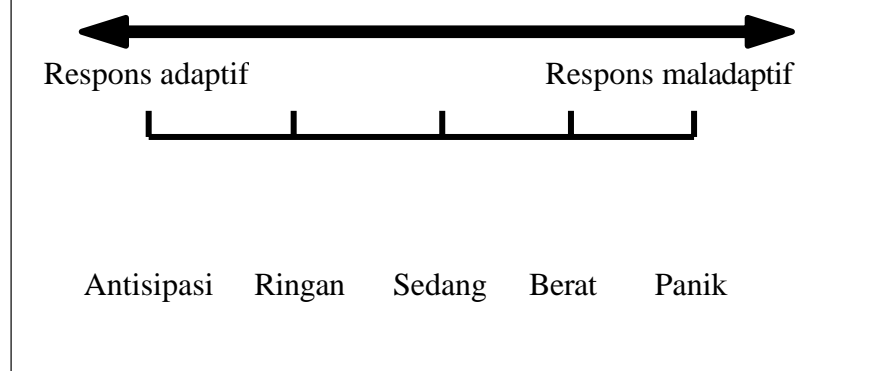 Respons adaptif Respons maladaptif
Antisipasi Ringan Sedang Berat Panik